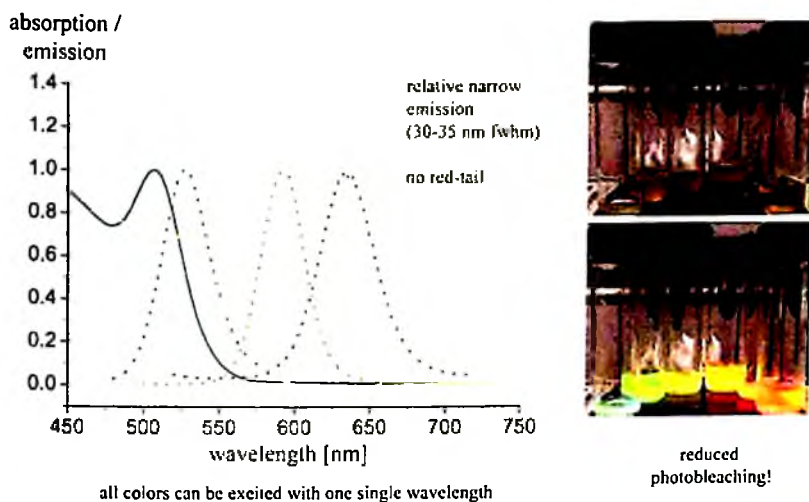 absorption /
emission
1.4
1.2
1.0
0.8
0.6
0.4
0.2
0.0
450 500 550 600 650 700 750
wavelength [nm]
all colors can be excited with one single wavelength
relative narrow
emission
(30-35 nm fwhm)
no red-tail
reduced
photobleaching!